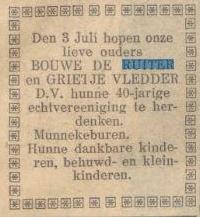 Den 3 Juli hopen onze
lieve ouders
BOUWE DE RUITER
en GRIETJE VLEDDER
D.V. hunne 40-jarige
echtvereeniging te her-
denken.
Munnekeburen.
Hunne dankbare kinde-
ren, behuwd- en klein-
kinderen.